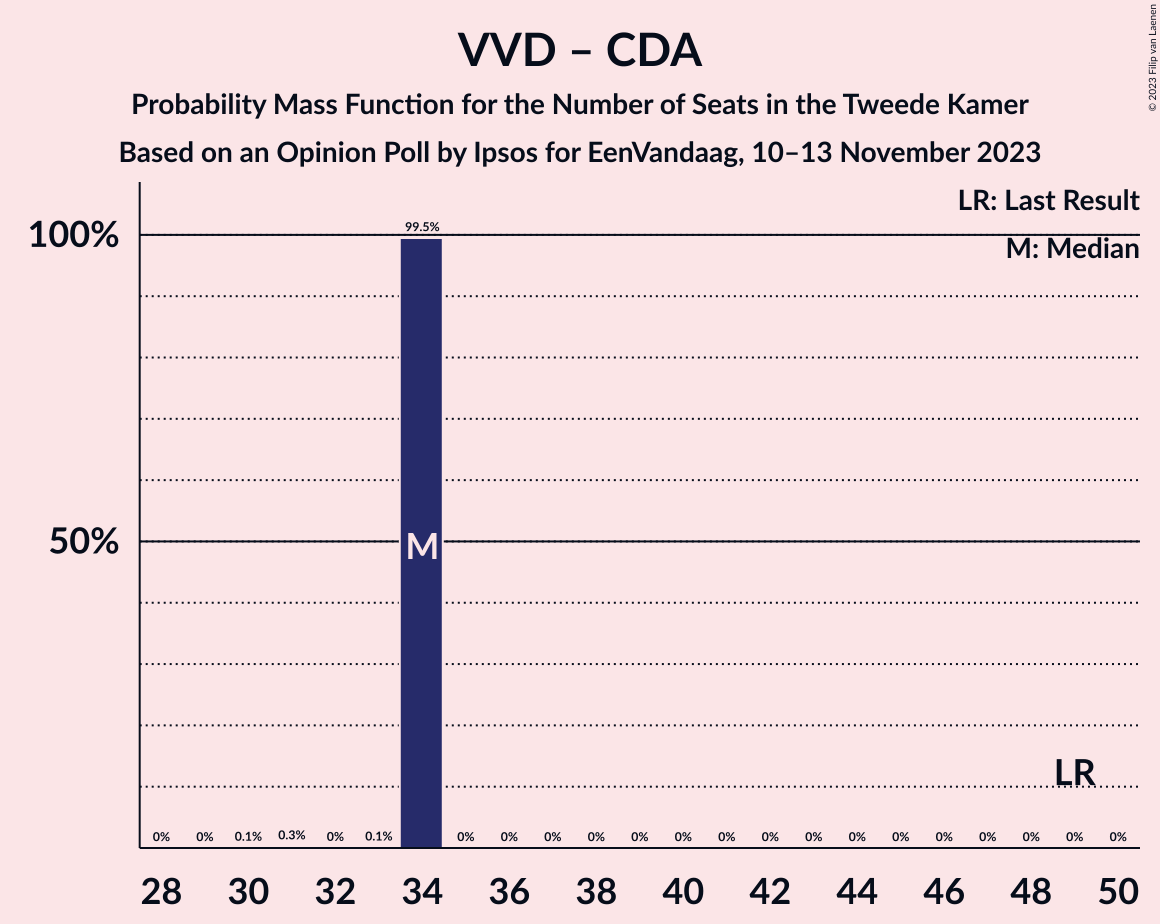 VVD – CDA
Probability Mass Function for the Number of Seats in the Tweede Kamer
Based on an Opinion Poll by Ipsos for EenVandaag, 10–13 November 2023
© 2023 Filip van Laenen
LR: Last Result
M: Median
100%
50%
99.5%
M
LR
0% 0% 0.1% 0.3% 0% 0.1% 0% 0% 0% 0% 0% 0% 0% 0% 0% 0% 0% 0% 0% 0% 0% 0%
28 30 32 34 36 38 40 42 44 46 48 50